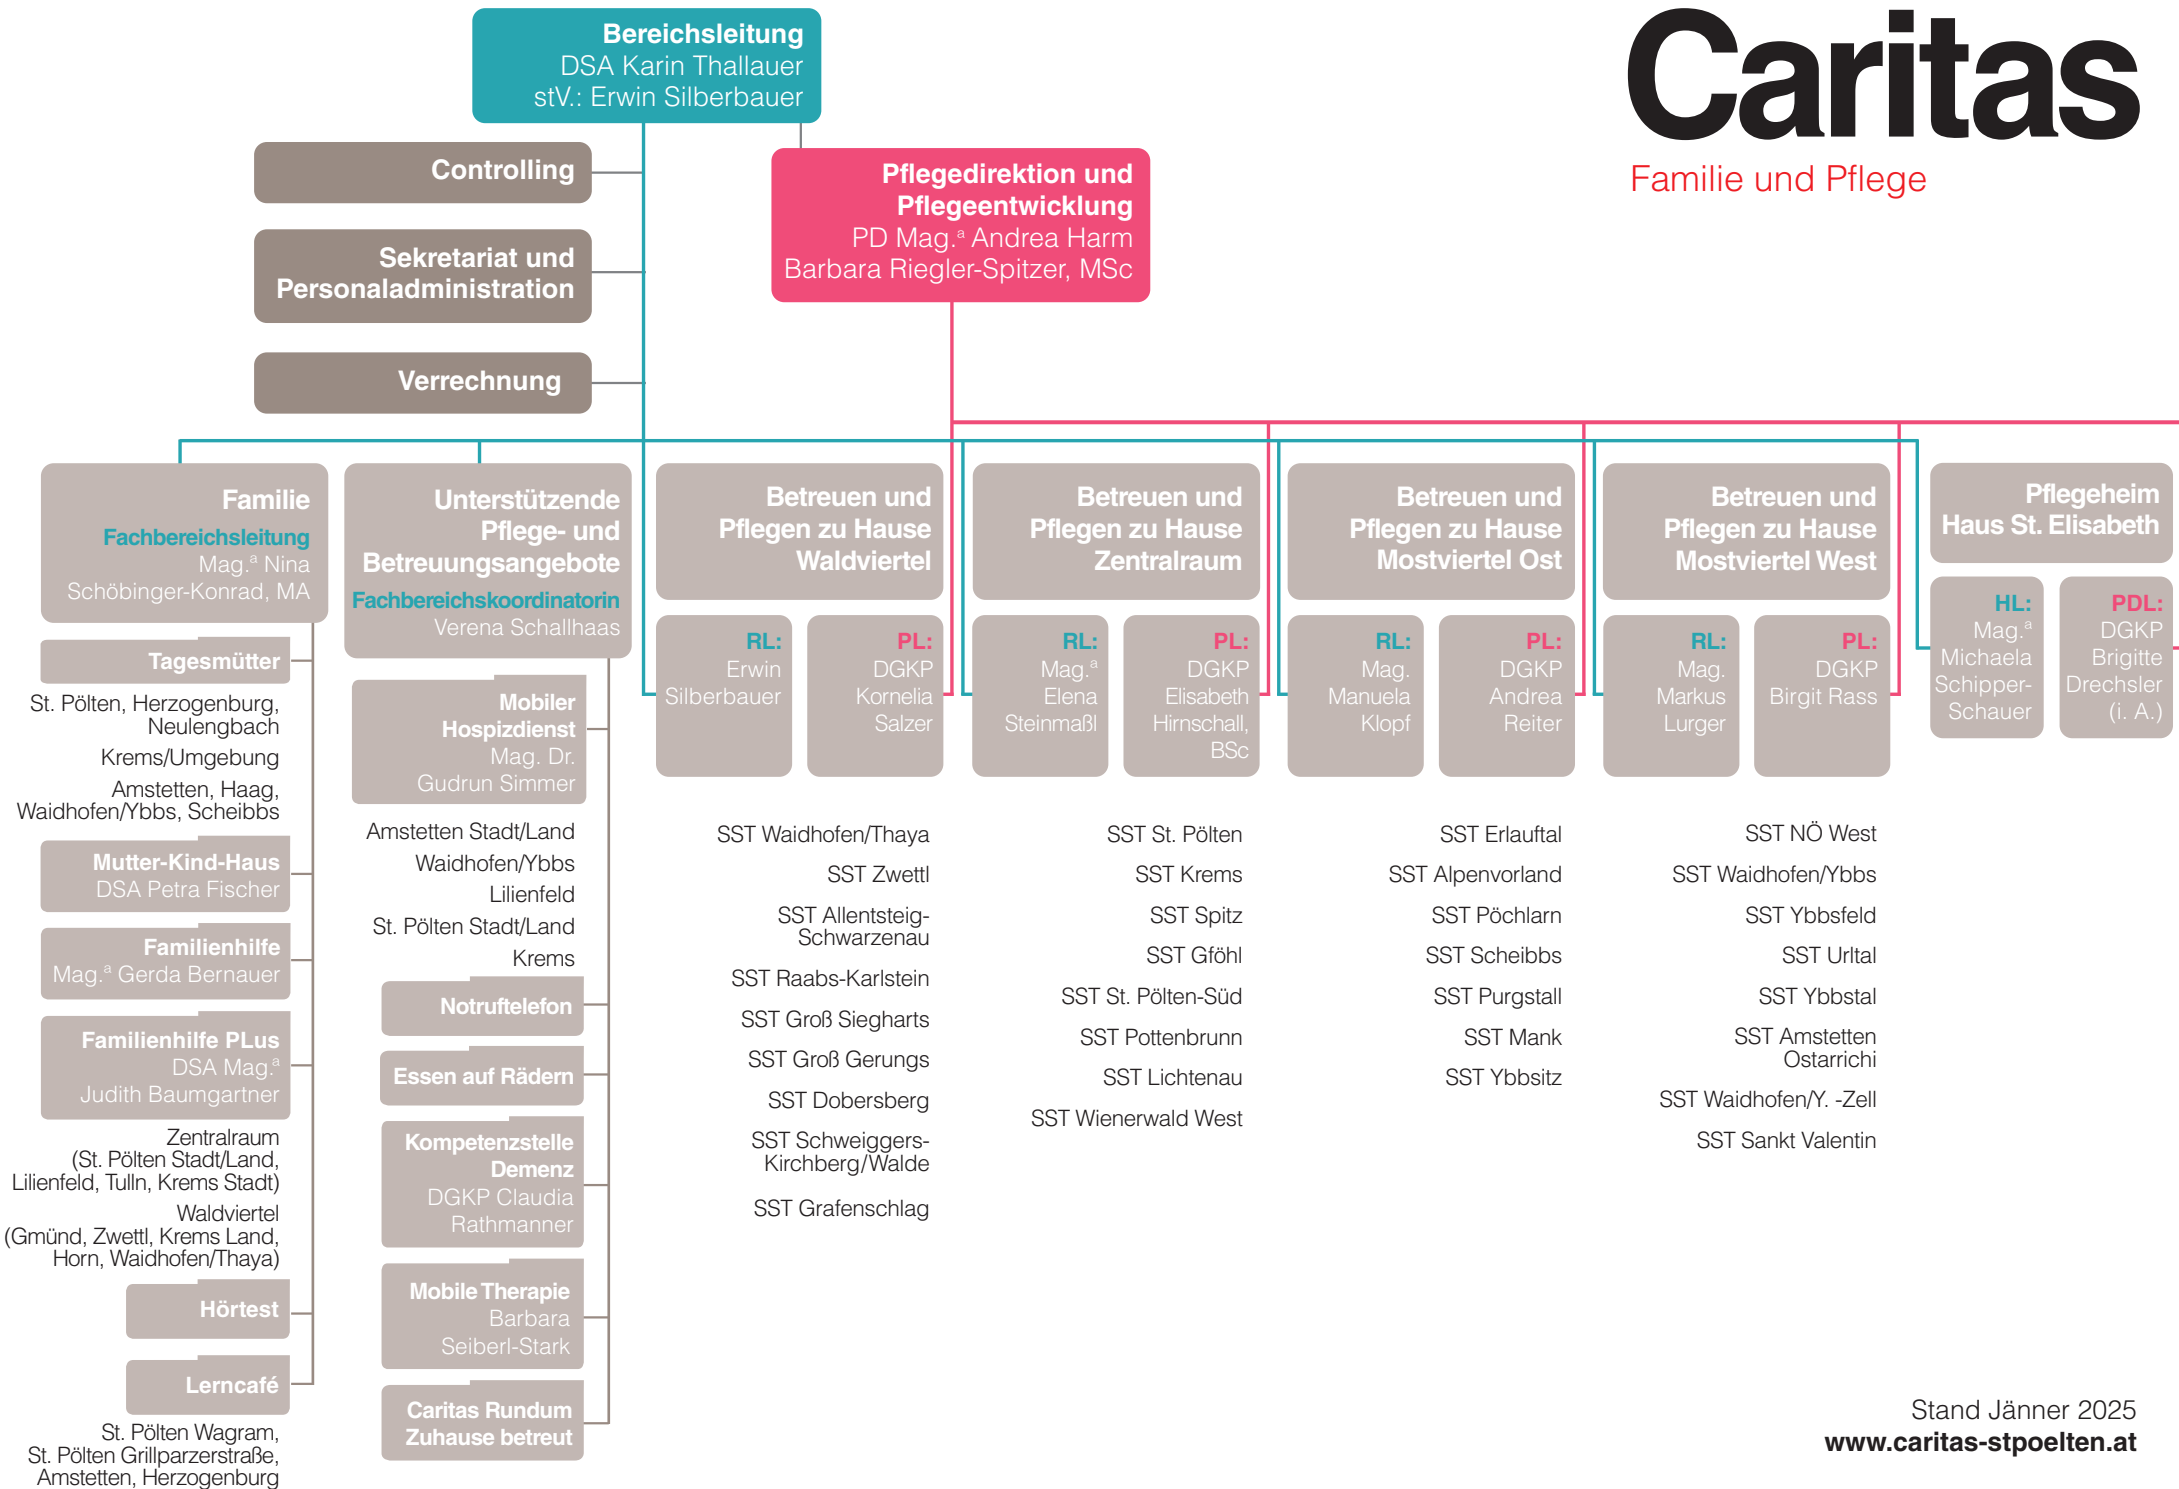 Bereichsleitung
DSA Karin Thallauer
stV.: Erwin Silberbauer
Caritas
Familie und Pflege
Controlling
Sekretariat und
Personaladministration
Verrechnung
Pflegedirektion und
Pflegeentwicklung
PD Mag.ª Andrea Harm
Barbara Riegler-Spitzer, MSc
Familie
Fachbereichsleitung
Mag.ª Nina
Schöbinger-Konrad, MA
Tagesmütter
St. Pölten, Herzogenburg,
Neulengbach
Krems/Umgebung
Amstetten, Haag,
Waidhofen/Ybbs, Scheibbs
Mutter-Kind-Haus
DSA Petra Fischer
Familienhilfe
Mag.ª Gerda Bernauer
Familienhilfe PLus
DSA Mag.ª
Judith Baumgartner
Zentralraum
(St. Pölten Stadt/Land,
Lilienfeld, Tulln, Krems Stadt)
Waldviertel
(Gmünd, Zwettl, Krems Land,
Horn, Waidhofen/Thaya)
Hörtest
Lerncafé
St. Pölten Wagram,
St. Pölten Grillparzerstraße,
Amstetten, Herzogenburg
Unterstützende
Pflege- und
Betreuungsangebote
Fachbereichskoordinatorin
Verena Schallhaas
Mobiler
Hospizdienst
Mag. Dr.
Gudrun Simmer
Amstetten Stadt/Land
Waidhofen/Ybbs
Lilienfeld
St. Pölten Stadt/Land
Krems
Notruftelefon
Essen auf Rädern
Kompetenzstelle
Demenz
DGKP Claudia
Rathmanner
Mobile Therapie
Barbara
Seiberl-Stark
Caritas Rundum
Zuhause betreut
Betreuen und
Pflegen zu Hause
Waldviertel
RL:
Erwin
Silberbauer
PL:
DGKP
Kornelia
Salzer
SST Waidhofen/Thaya
SST Zwettl
SST Allentsteig-
Schwarzenau
SST Raabs-Karlstein
SST Groß Siegharts
SST Groß Gerungs
SST Dobersberg
SST Schweiggers-
Kirchberg/Walde
SST Grafenschlag
Betreuen und
Pflegen zu Hause
Zentralraum
RL:
Mag.ª
Elena
Steinmaßl
PL:
DGKP
Elisabeth
Hirnschall,
BSc
SST St. Pölten
SST Krems
SST Spitz
SST Gföhl
SST St. Pölten-Süd
SST Pottenbrunn
SST Lichtenau
SST Wienerwald West
Betreuen und
Pflegen zu Hause
Mostviertel Ost
RL:
Mag.
Manuela
Klopf
PL:
DGKP
Andrea
Reiter
SST Erlauftal
SST Alpenvorland
SST Pöchlarn
SST Scheibbs
SST Purgstall
SST Mank
SST Ybbsitz
Betreuen und
Pflegen zu Hause
Mostviertel West
RL:
Mag.
Markus
Lurger
PL:
DGKP
Birgit Rass
SST NÖ West
SST Waidhofen/Ybbs
SST Ybbsfeld
SST Urltal
SST Ybbstal
SST Amstetten
Ostarrichi
SST Waidhofen/Y. -Zell
SST Sankt Valentin
Pflegeheim
Haus St. Elisabeth
HL:
Mag.ª
Michaela
Schipper-
Schauer
PDL:
DGKP
Brigitte
Drechsler
(i. A.)
Stand Jänner 2025
www.caritas-stpoelten.at